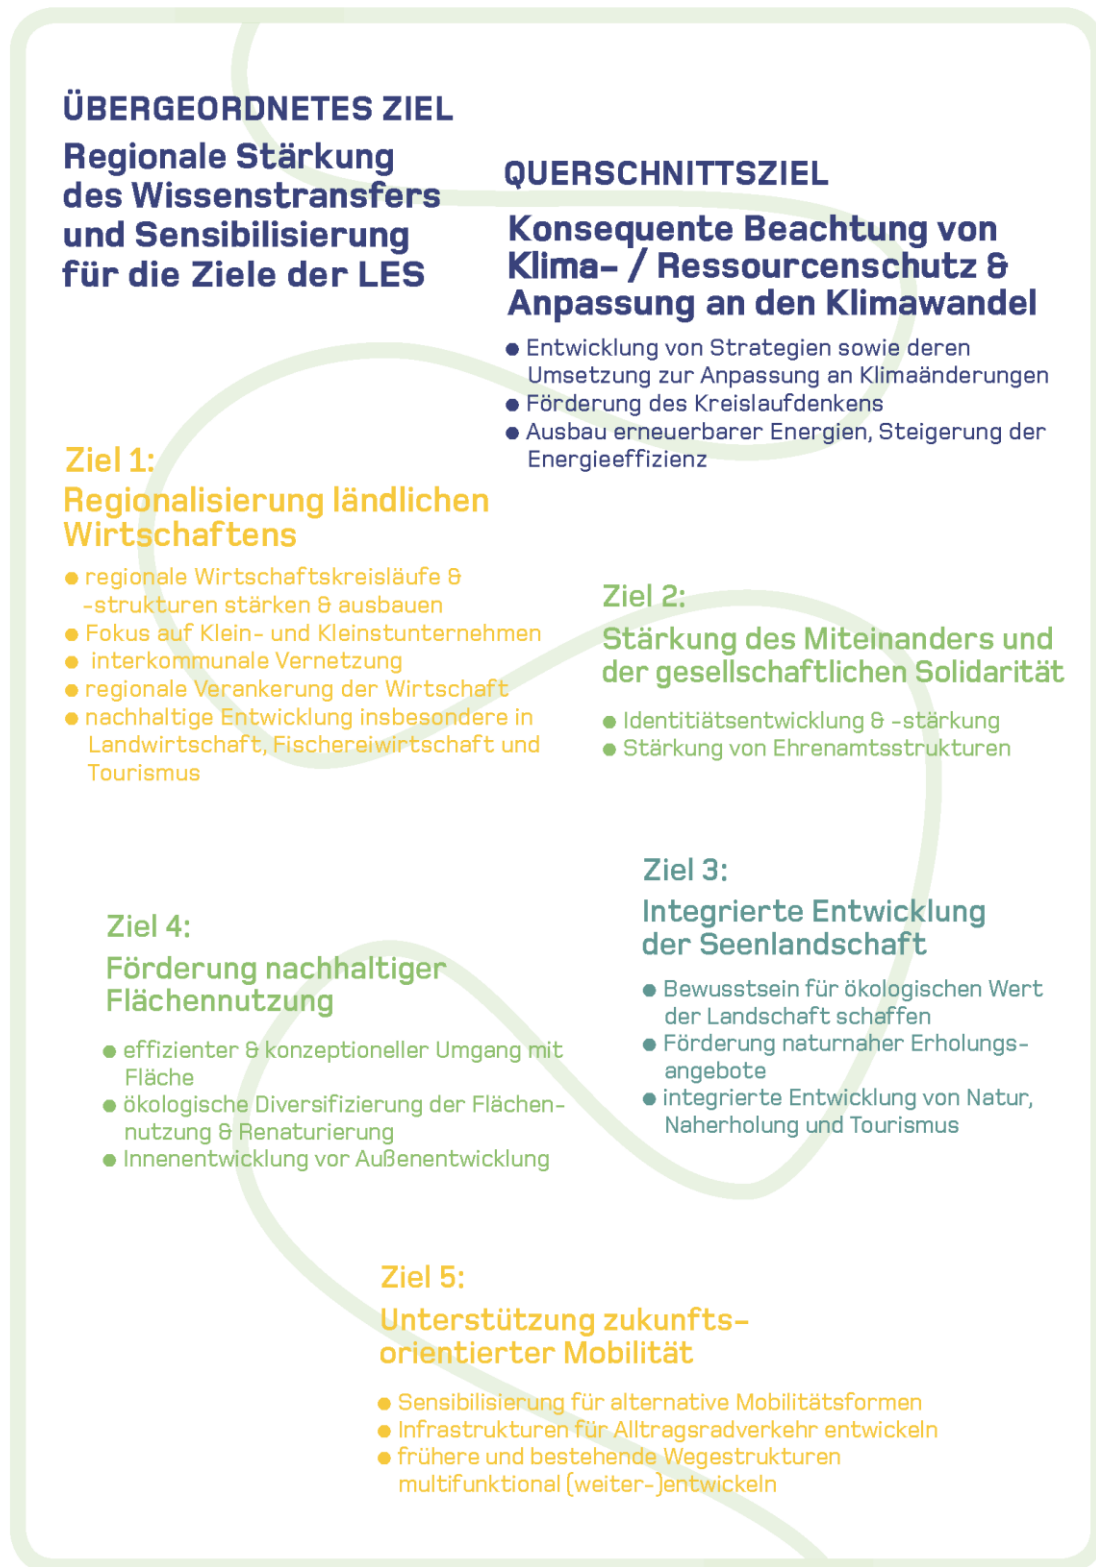 ÜBERGEORDNETES ZIEL
Regionale Stärkung
des Wissenstransfers
und Sensibilisierung
für die Ziele der LES
QUERSCHNITTSZIEL
Konsequente Beachtung von
Klima- / Ressourcenschutz &
Anpassung an den Klimawandel
● Entwicklung von Strategien sowie deren
Umsetzung zur Anpassung an Klimaänderungen
● Förderung des Kreislaufdenkens
● Ausbau erneuerbarer Energien, Steigerung der
Energieeffizienz
Ziel 1:
Regionalisierung ländlichen
Wirtschaftens
● regionale Wirtschaftskreisläufe &
-strukturen stärken & ausbauen
● Fokus auf Klein- und Kleinstunternehmen
● interkommunale Vernetzung
● regionale Verankerung der Wirtschaft
● nachhaltige Entwicklung insbesondere in
Landwirtschaft, Fischereiwirtschaft und
Tourismus
Ziel 2:
Stärkung des Miteinanders und
der gesellschaftlichen Solidarität
● Identitiätsentwicklung & -stärkung
● Stärkung von Ehrenamtsstrukturen
Ziel 3:
Integrierte Entwicklung
der Seenlandschaft
● Bewusstsein für ökologischen Wert
der Landschaft schaffen
● Förderung naturnaher Erholungs-
angebote
● integrierte Entwicklung von Natur,
Naherholung und Tourismus
Ziel 4:
Förderung nachhaltiger
Flächennutzung
● effizienter & konzeptioneller Umgang mit
Fläche
● ökologische Diversifizierung der Flächen-
nutzung & Renaturierung
● Innenentwicklung vor Außenentwicklung
Ziel 5:
Unterstützung zukunfts-
orientierter Mobilität
● Sensibilisierung für alternative Mobilitätsformen
● Infrastrukturen für Alltragsradverkehr entwickeln
● frühere und bestehende Wegestrukturen
multifunktional (weiter-)entwickeln